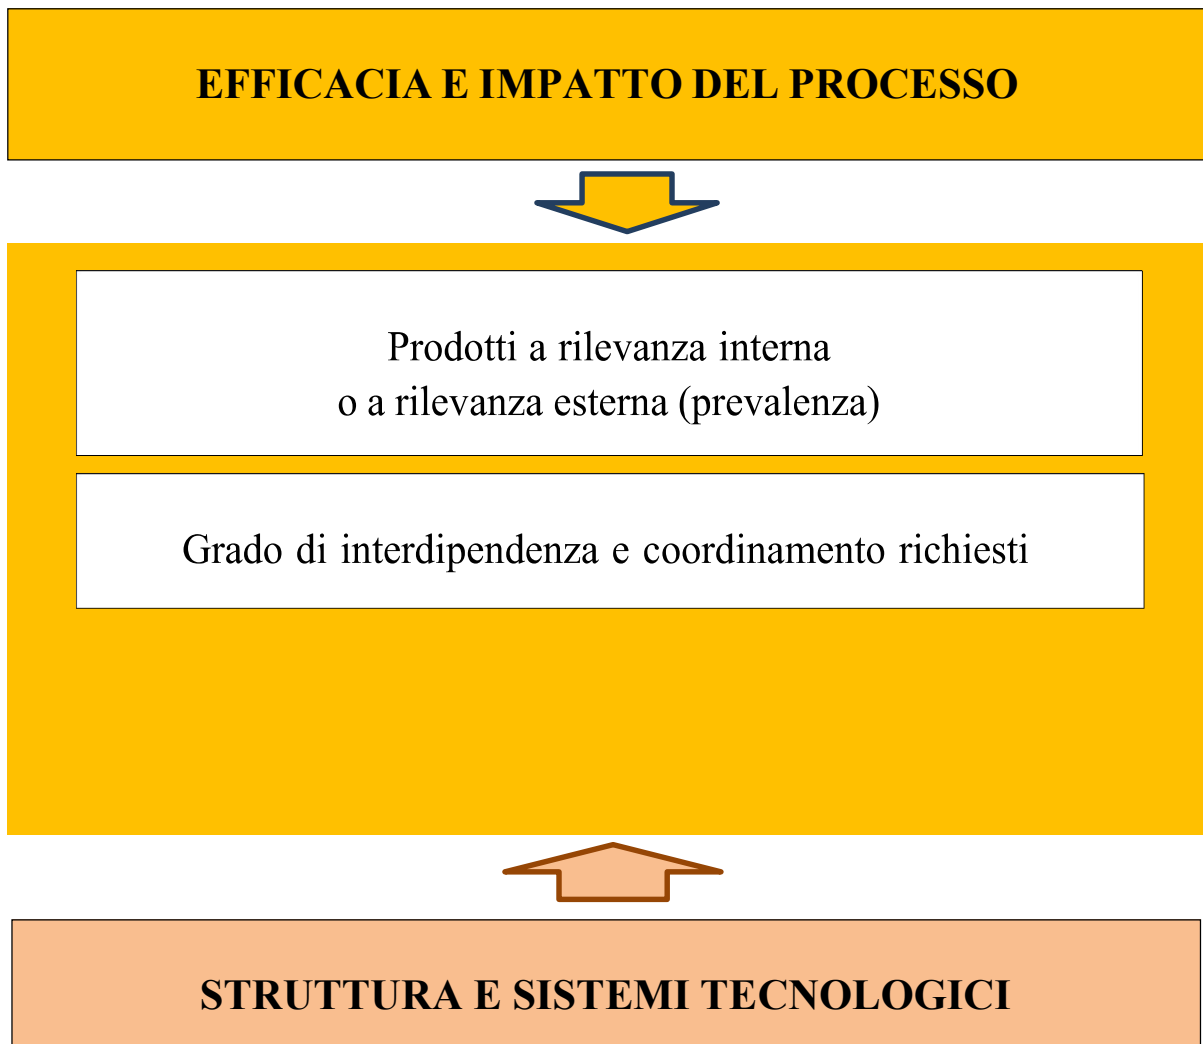 EFFICACIA E IMPATTO DEL PROCESSO
Prodotti a rilevanza interna
o a rilevanza esterna (prevalenza)
Grado di interdipendenza e coordinamento richiesti
STRUTTURA E SISTEMI TECNOLOGICI